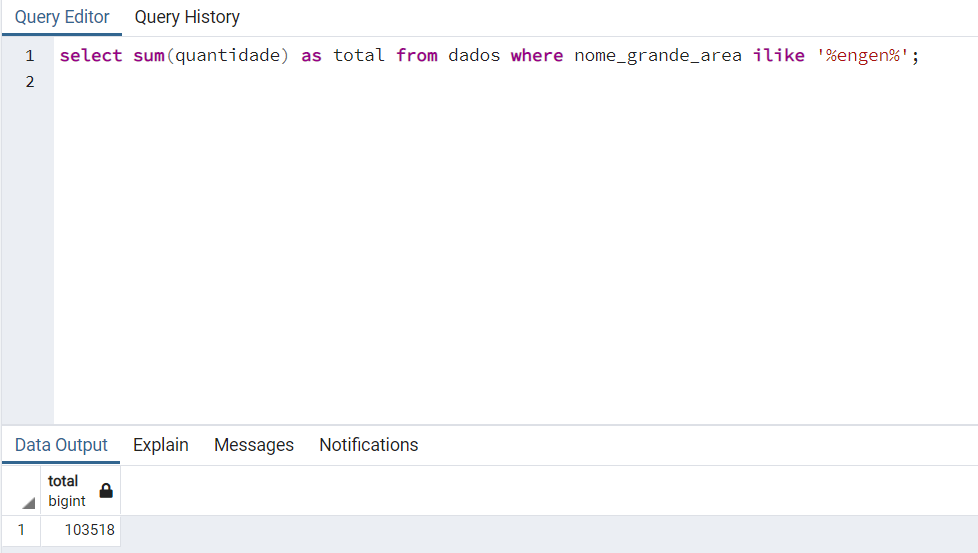 Query Editor Query History
1 select sum(quantidade) as total from dados where nome_grande_area ilike '%engen%';
2
Data Output Explain Messages Notifications
total
bigint
1 103518